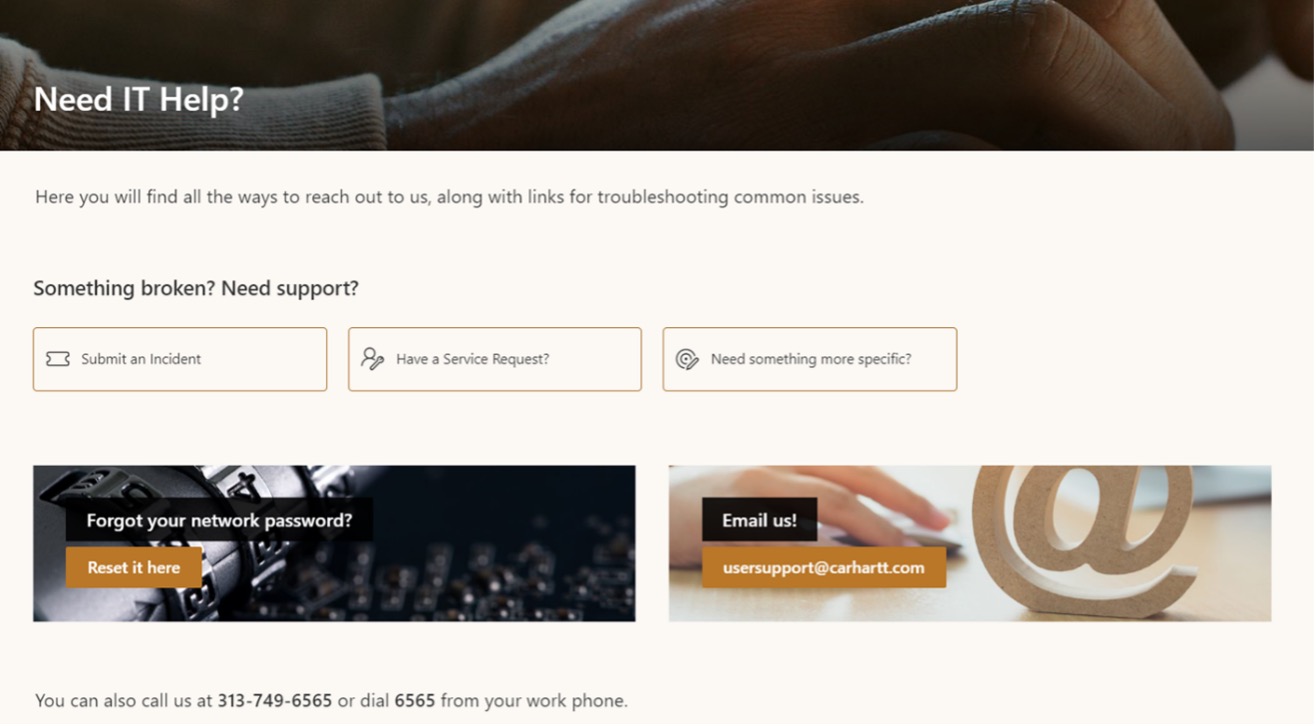 Need IT Help?
Here you will find all the ways to reach out to us, along with links for troubleshooting common issues.
Something broken? Need support?
Submit an Incident
Have a Service Request?
Need something more specific?
Forgot your network password?
Reset it here
Email us!
usersupport@carhartt.com
You can also call us at 313-749-6565 or dial 6565 from your work phone.